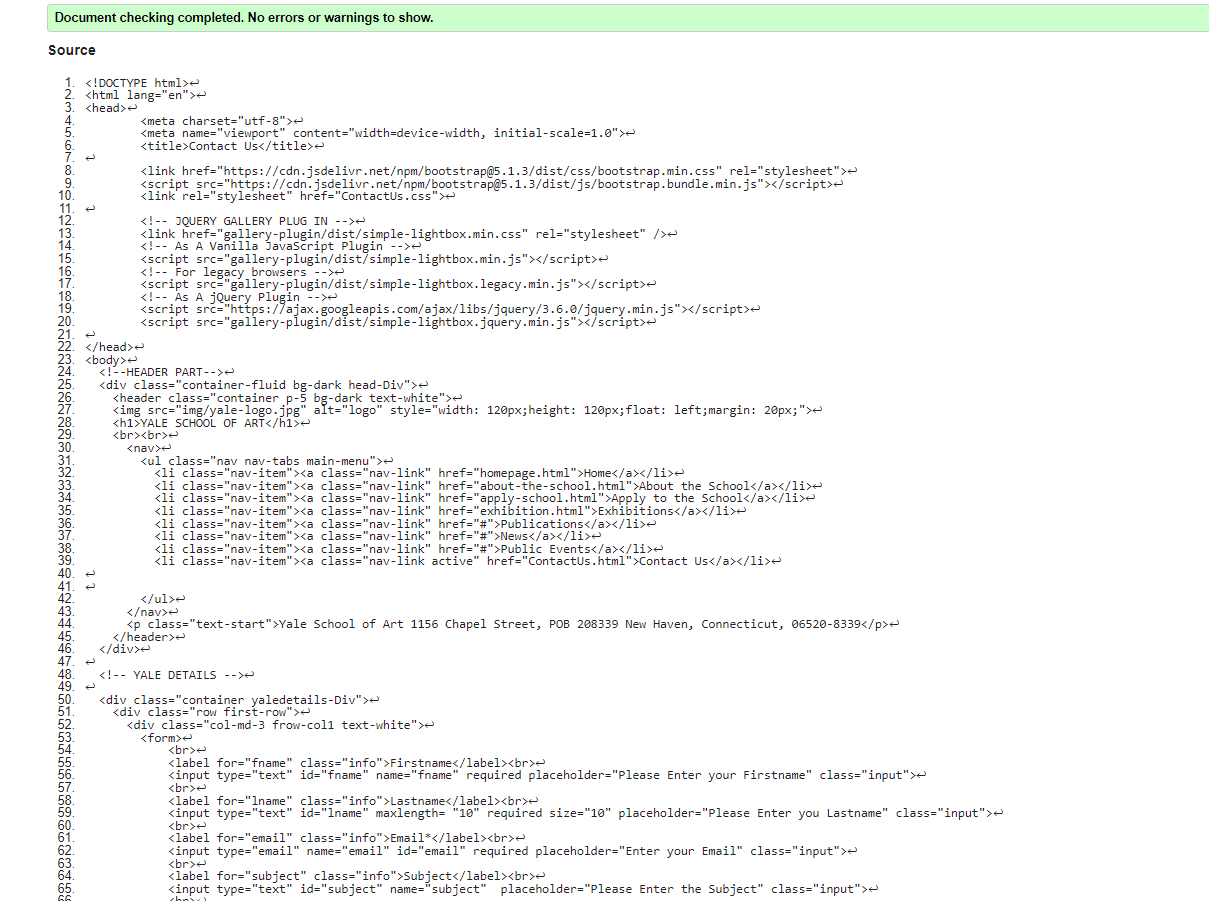 Document checking completed. No errors or warnings to show.
Source
1. <!DOCTYPE html>↩
2. <html lang="en">↩
3. <head>↩
4. <meta charset="utf-8">↩
5. <meta name="viewport" content="width=device-width, initial-scale=1.0">↩
6. <title>Contact Us</title>↩
7. ↩
8. <link href="https://cdn.jsdelivr.net/npm/bootstrap@5.1.3/dist/css/bootstrap.min.css" rel="stylesheet">↩
9. <script src="https://cdn.jsdelivr.net/npm/bootstrap@5.1.3/dist/js/bootstrap.bundle.min.js"></script>↩
10. <link rel="stylesheet" href="ContactUs.css">↩
11. ↩
12. <!-- JQUERY GALLERY PLUG IN -->↩
13. <link href="gallery-plugin/dist/simple-lightbox.min.css" rel="stylesheet" />↩
14. <!-- As A Vanilla JavaScript Plugin -->↩
15. <script src="gallery-plugin/dist/simple-lightbox.min.js"></script>↩
16. <!-- For legacy browsers -->↩
17. <script src="gallery-plugin/dist/simple-lightbox.legacy.min.js"></script>↩
18. <!-- As A jQuery Plugin -->↩
19. <script src="https://ajax.googleapis.com/ajax/libs/jquery/3.6.0/jquery.min.js"></script>↩
20. <script src="gallery-plugin/dist/simple-lightbox.jquery.min.js"></script>↩
21. ↩
22. </head>↩
23. <body>↩
24. <!--HEADER PART-->↩
25. <div class="container-fluid bg-dark head-Div">↩
26. <header class="container p-5 bg-dark text-white">↩
27. <img src="img/yale-logo.jpg" alt="logo" style="width: 120px;height: 120px;float: left;margin: 20px;">↩
28. <h1>YALE SCHOOL OF ART</h1>↩
29. <br><br>↩
30. <nav>↩
31. <ul class="nav nav-tabs main-menu">↩
32. <li class="nav-item"><a class="nav-link" href="homepage.html">Home</a></li>↩
33. <li class="nav-item"><a class="nav-link" href="about-the-school.html">About the School</a></li>↩
34. <li class="nav-item"><a class="nav-link" href="apply-school.html">Apply to the School</a></li>↩
35. <li class="nav-item"><a class="nav-link" href="exhibition.html">Exhibitions</a></li>↩
36. <li class="nav-item"><a class="nav-link" href="#">Publications</a></li>↩
37. <li class="nav-item"><a class="nav-link" href="#">News</a></li>↩
38. <li class="nav-item"><a class="nav-link" href="#">Public Events</a></li>↩
39. <li class="nav-item"><a class="nav-link active" href="ContactUs.html">Contact Us</a></li>↩
40. ↩
41. ↩
42. </ul>↩
43. </nav>↩
44. <p class="text-start">Yale School of Art 1156 Chapel Street, POB 208339 New Haven, Connecticut, 06520-8339</p>↩
45. </header>↩
46. </div>↩
47. ↩
48. <!-- YALE DETAILS -->↩
49. ↩
50. <div class="container yaledetails-Div">↩
51. <div class="row first-row">↩
52. <div class="col-md-3 frow-col1 text-white">↩
53. <form>↩
54. <br>↩
55. <label for="fname" class="info">Firstname</label><br>↩
56. <input type="text" id="fname" name="fname" required placeholder="Please Enter your Firstname" class="input">↩
57. <br>↩
58. <label for="lname" class="info">Lastname</label><br>↩
59. <input type="text" id="lname" maxlength= "10" required size="10" placeholder="Please Enter you Lastname" class="input">↩
60. <br>↩
61. <label for="email" class="info">Email*</label><br>↩
62. <input type="email" name="email" id="email" required placeholder="Enter your Email" class="input">↩
63. <br>↩
64. <label for="subject" class="info">Subject</label><br>↩
65. <input type="text" id="subject" name="subject"  placeholder="Please Enter the Subject" class="input">↩
66. <br>↩